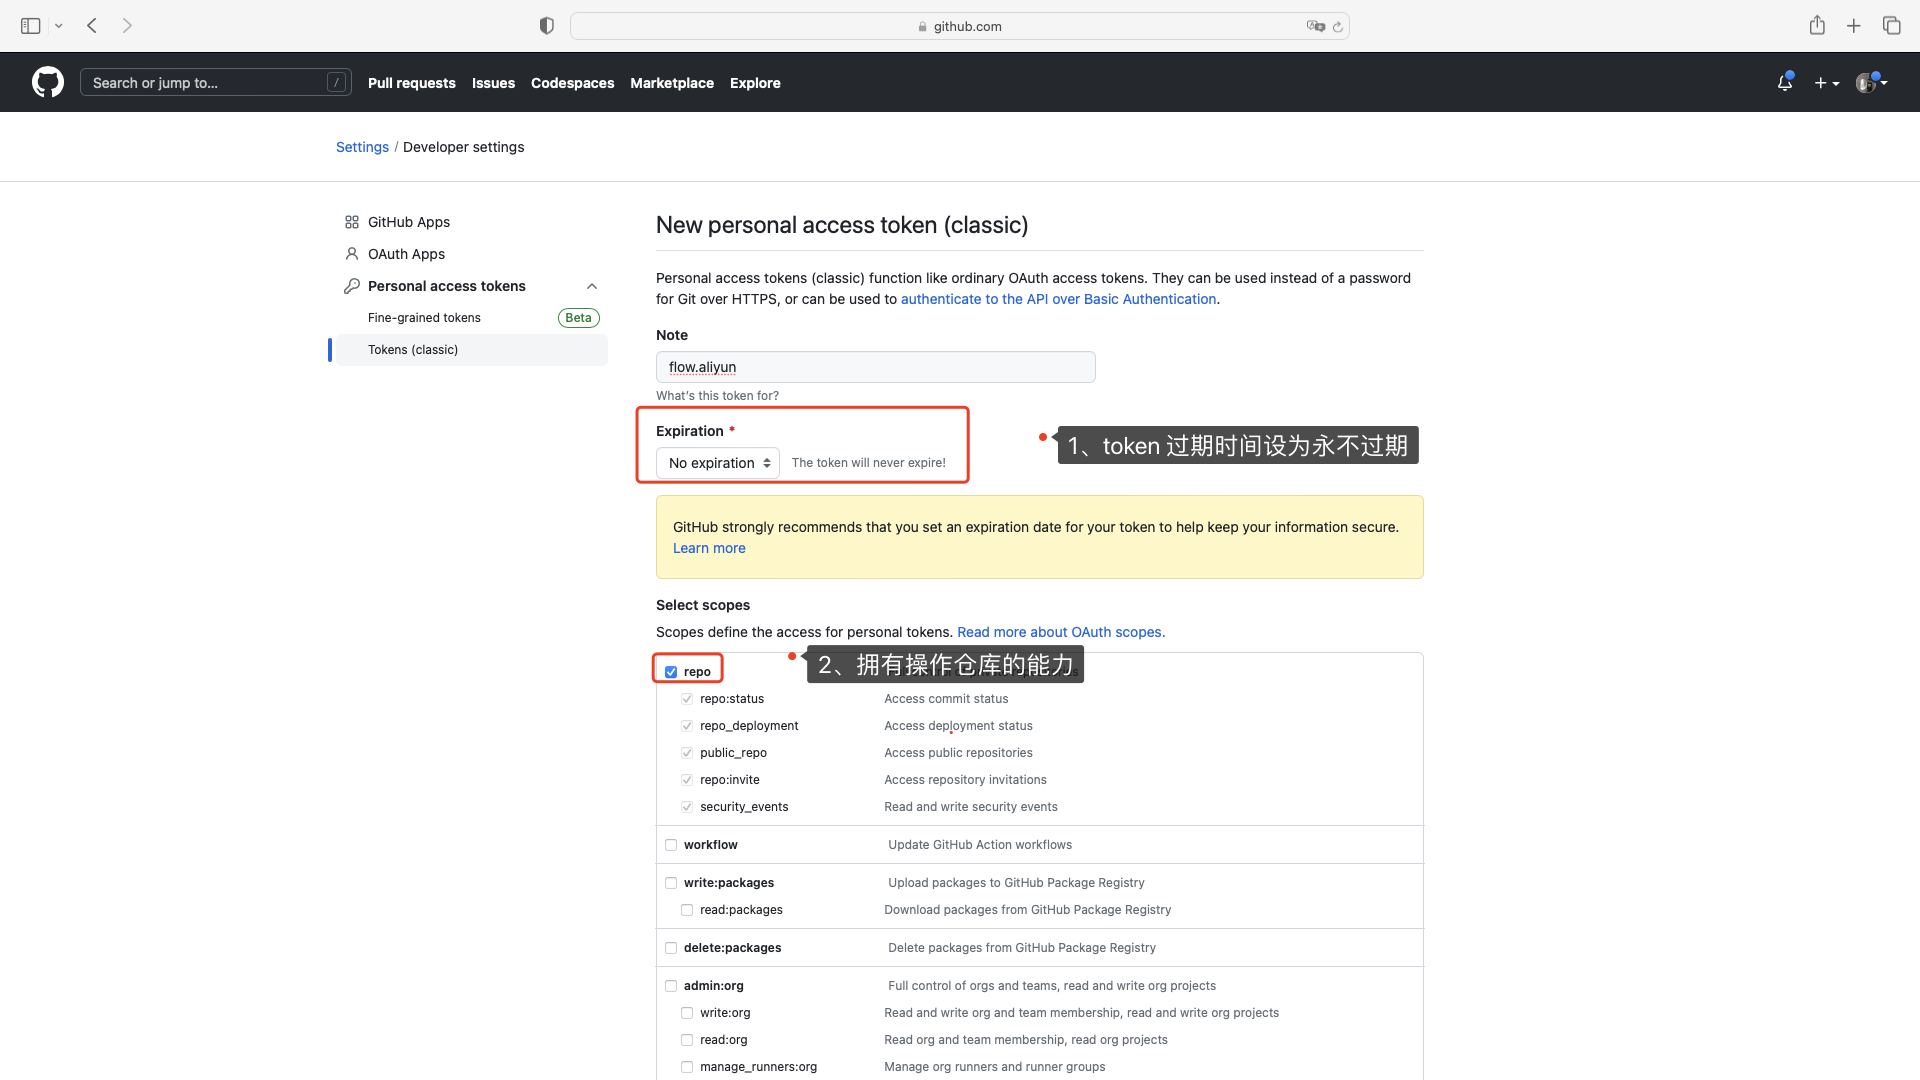 github.com
Search or jump to... /
Pull requests Issues Codespaces Marketplace Explore
Settings / Developer settings
GitHub Apps
OAuth Apps
Personal access tokens
Fine-grained tokens Beta
Tokens (classic)
New personal access token (classic)
Personal access tokens (classic) function like ordinary OAuth access tokens. They can be used instead of a password
for Git over HTTPS, or can be used to authenticate to the API over Basic Authentication.
Note
flow.aliyun
What's this token for?
Expiration *
No expiration The token will never expire!
1、token 过期时间设为永不过期
GitHub strongly recommends that you set an expiration date for your token to help keep your information secure.
Learn more
Select scopes
Scopes define the access for personal tokens. Read more about OAuth scopes.
2、拥有操作仓库的能力
repo
repo:status Access commit status
repo_deployment Access deployment status
public_repo Access public repositories
repo:invite Access repository invitations
security_events Read and write security events
workflow Update GitHub Action workflows
write:packages Upload packages to GitHub Package Registry
read:packages Download packages from GitHub Package Registry
delete:packages Delete packages from GitHub Package Registry
admin:org Full control of orgs and teams, read and write org projects
write:org Read and write org and team membership, read and write org projects
read:org Read org and team membership, read org projects
manage_runners:org Manage org runners and runner groups